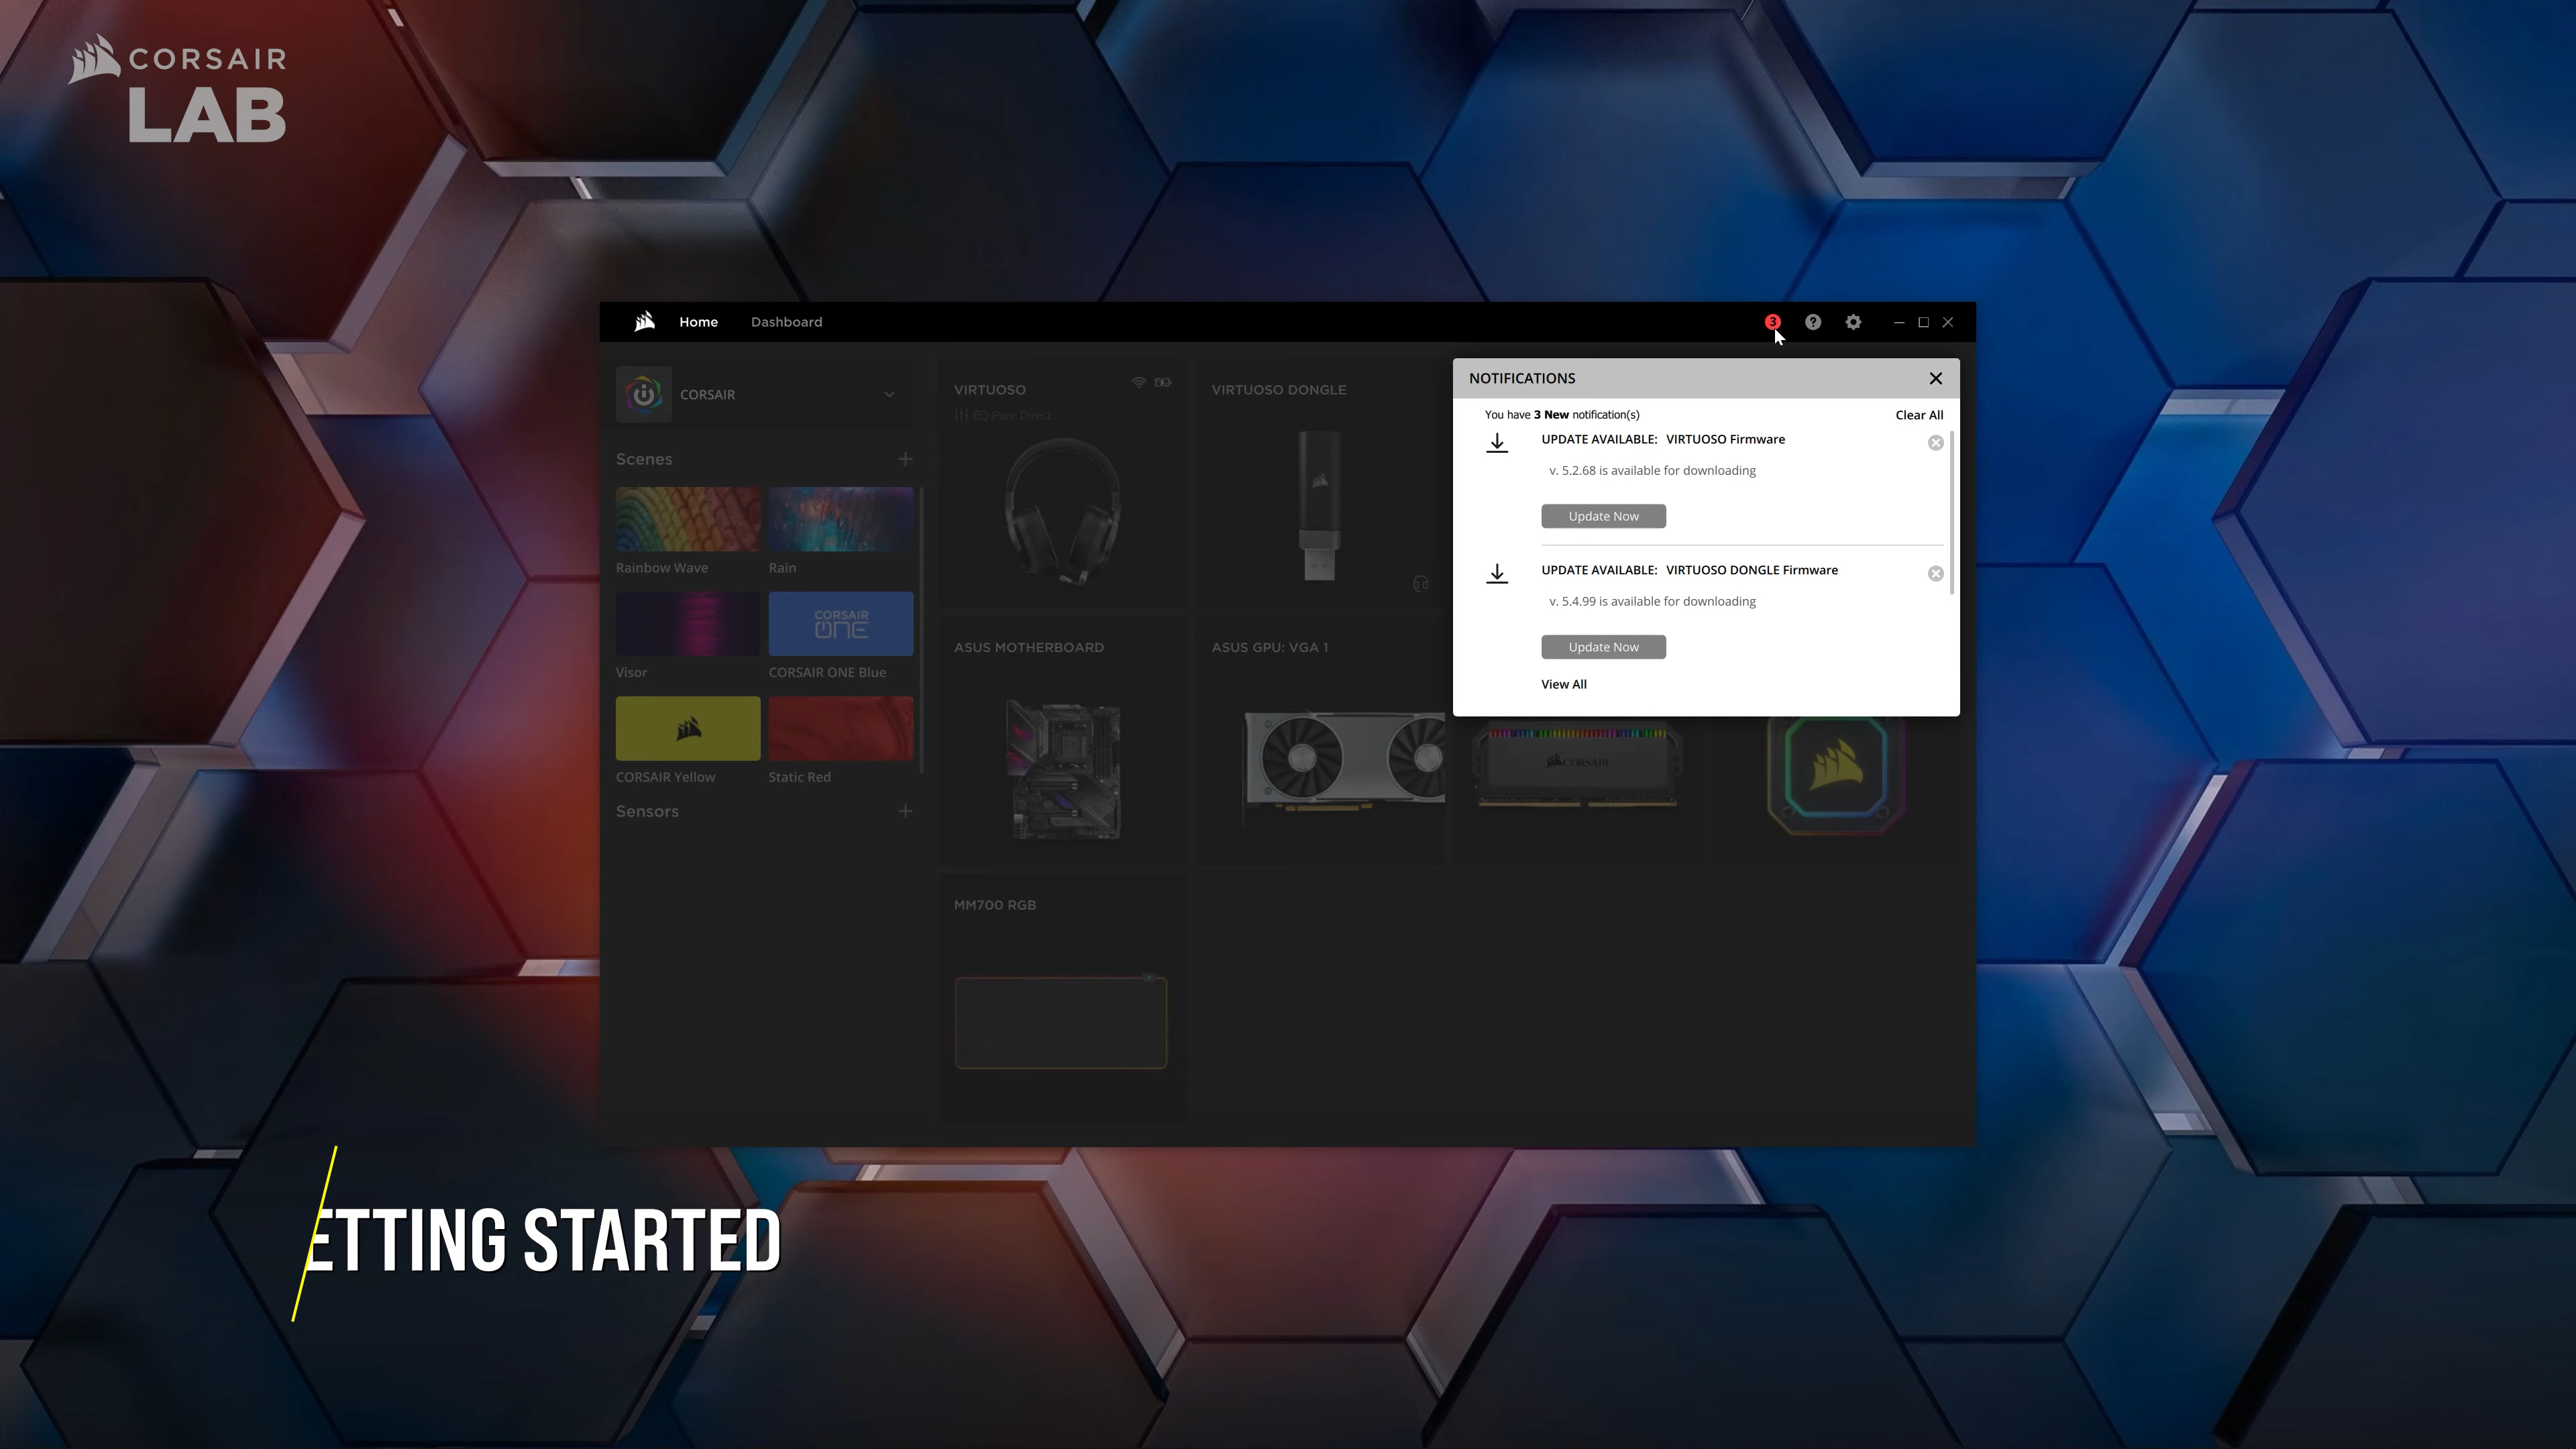 CORSAIR
LAB
Home
Dashboard
3
?
CORSAIR
Scenes
Rainbow Wave
Rain
CORSAIR
ONE
Visor
CORSAIR ONE Blue
CORSAIR Yellow
Static Red
Sensors
VIRTUOSO
EQ Pure Direct
VIRTUOSO DONGLE
ASUS MOTHERBOARD
ASUS GPU: VGA 1
CORSAIR
MM700 RGB
NOTIFICATIONS
You have 3 New notification(s)
Clear All
UPDATE AVAILABLE: VIRTUOSO Firmware
v. 5.2.68 is available for downloading
Update Now
UPDATE AVAILABLE: VIRTUOSO DONGLE Firmware
v. 5.4.99 is available for downloading
Update Now
View All
ETTING STARTED